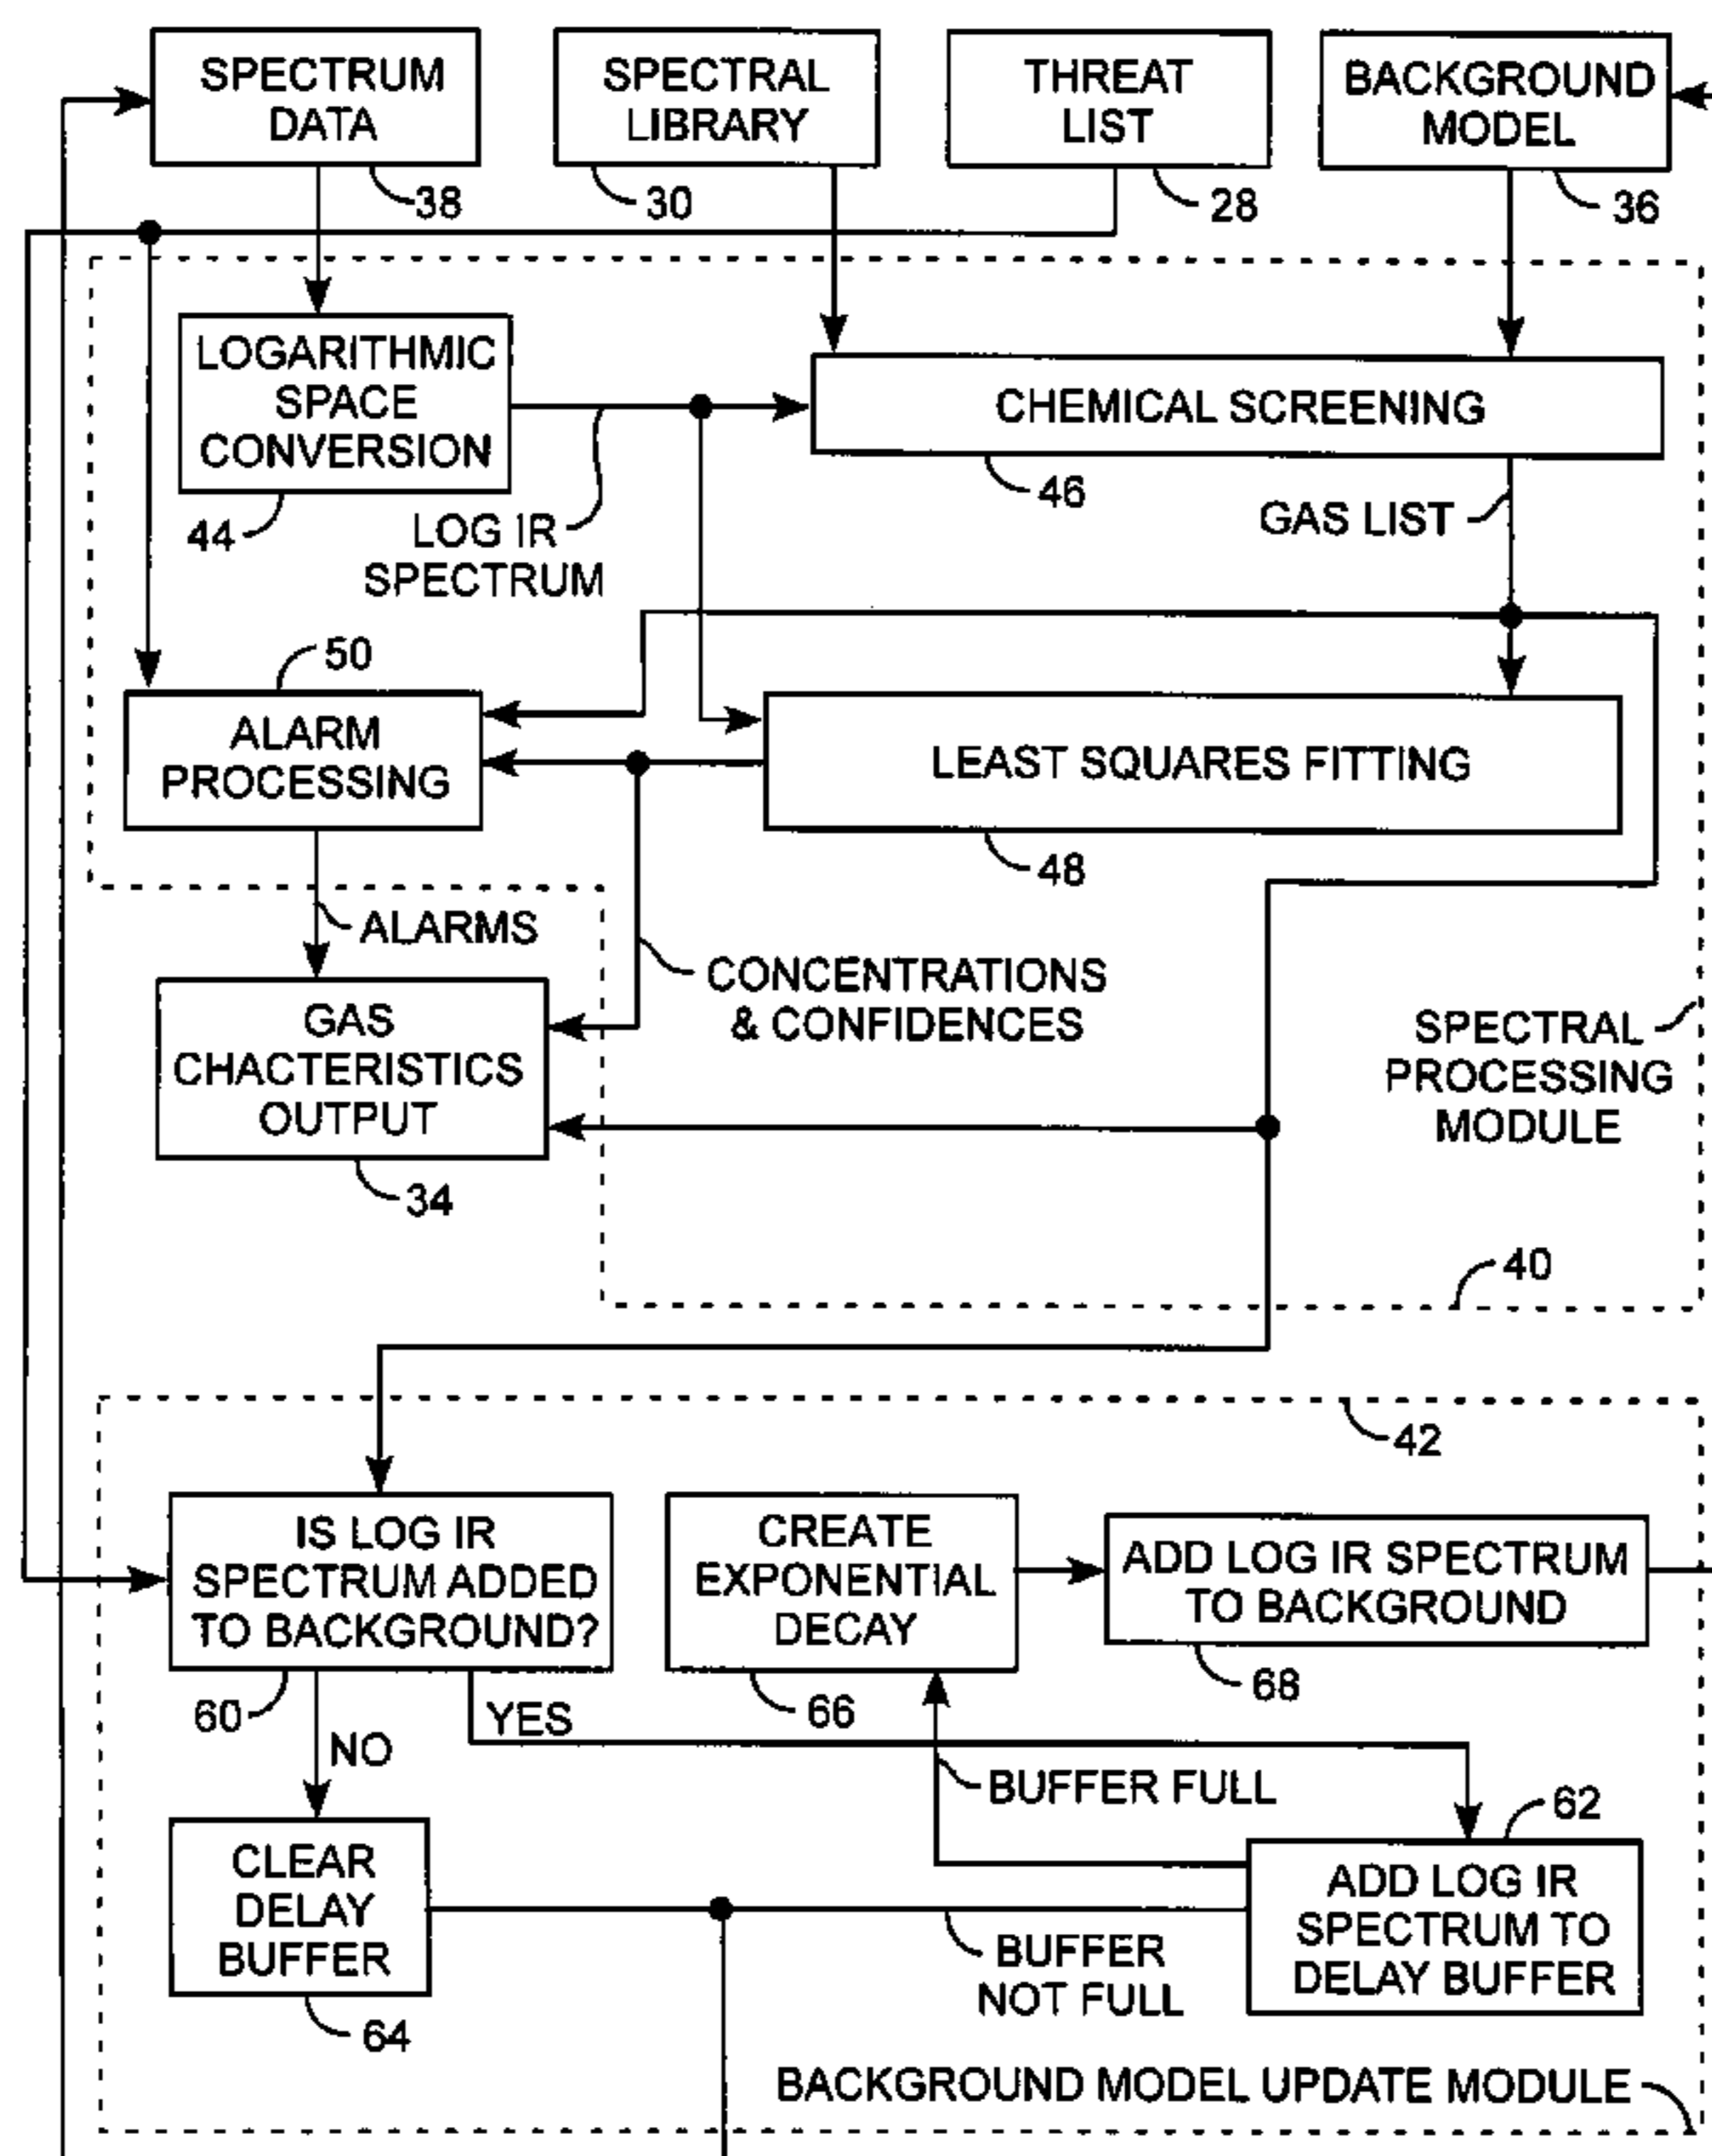 SPECTRUM
DATA
38
SPECTRAL
LIBRARY
30
THREAT
LIST
28
BACKGROUND
MODEL
36
LOGARITHMIC
SPACE
CONVERSION
44
LOG IR
SPECTRUM
CHEMICAL SCREENING
46
GAS LIST
50
ALARM
PROCESSING
LEAST SQUARES FITTING
48
ALARMS
CONCENTRATIONS
& CONFIDENCES
GAS
CHACTERISTICS
OUTPUT
34
SPECTRAL
PROCESSING
MODULE
40
42
IS LOG IR
SPECTRUM ADDED
TO BACKGROUND?
60
CREATE
EXPONENTIAL
DECAY
66
ADD LOG IR SPECTRUM
TO BACKGROUND
68
YES
NO
BUFFER FULL
62
CLEAR
DELAY
BUFFER
64
ADD LOG IR
SPECTRUM TO
DELAY BUFFER
BUFFER
NOT FULL
BACKGROUND MODEL UPDATE MODULE